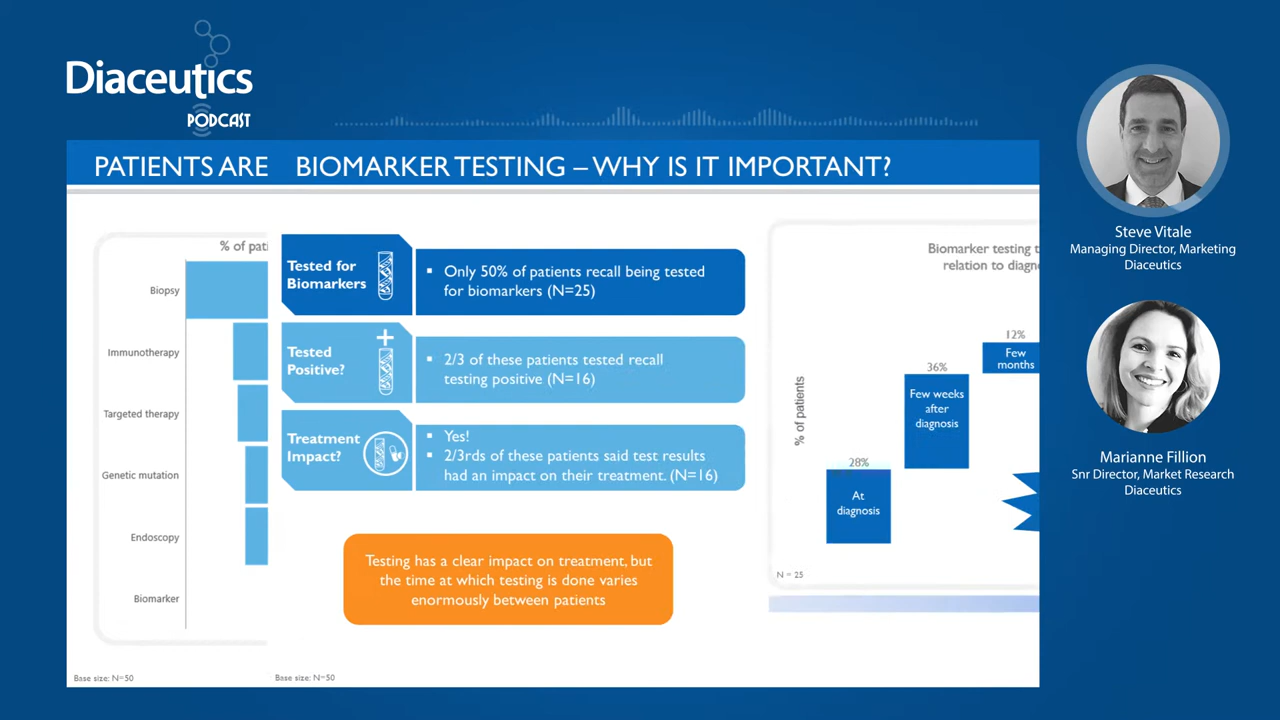 Diaceutics
PODCAST
PATIENTS ARE
BIOMARKER TESTING – WHY IS IT IMPORTANT?
% of pati
Biopsy
Immunotherapy
Targeted therapy
Genetic mutation
Endoscopy
Biomarker
Base size: N=50
Tested for
Biomarkers
▪ Only 50% of patients recall being tested
for biomarkers (N=25)
Tested
Positive?
▪ 2/3 of these patients tested recall
testing positive (N=16)
Treatment
Impact?
▪ Yes!
▪ 2/3rds of these patients said test results
had an impact on their treatment. (N=16)
Testing has a clear impact on treatment, but
the time at which testing is done varies
enormously between patients
Base size: N=50
Biomarker testing t
relation to diagno
% of patients
28%
At
diagnosis
36%
Few weeks
after
diagnosis
12%
Few
months
N = 25
Steve Vitale
Managing Director, Marketing
Diaceutics
Marianne Fillion
Snr Director, Market Research
Diaceutics